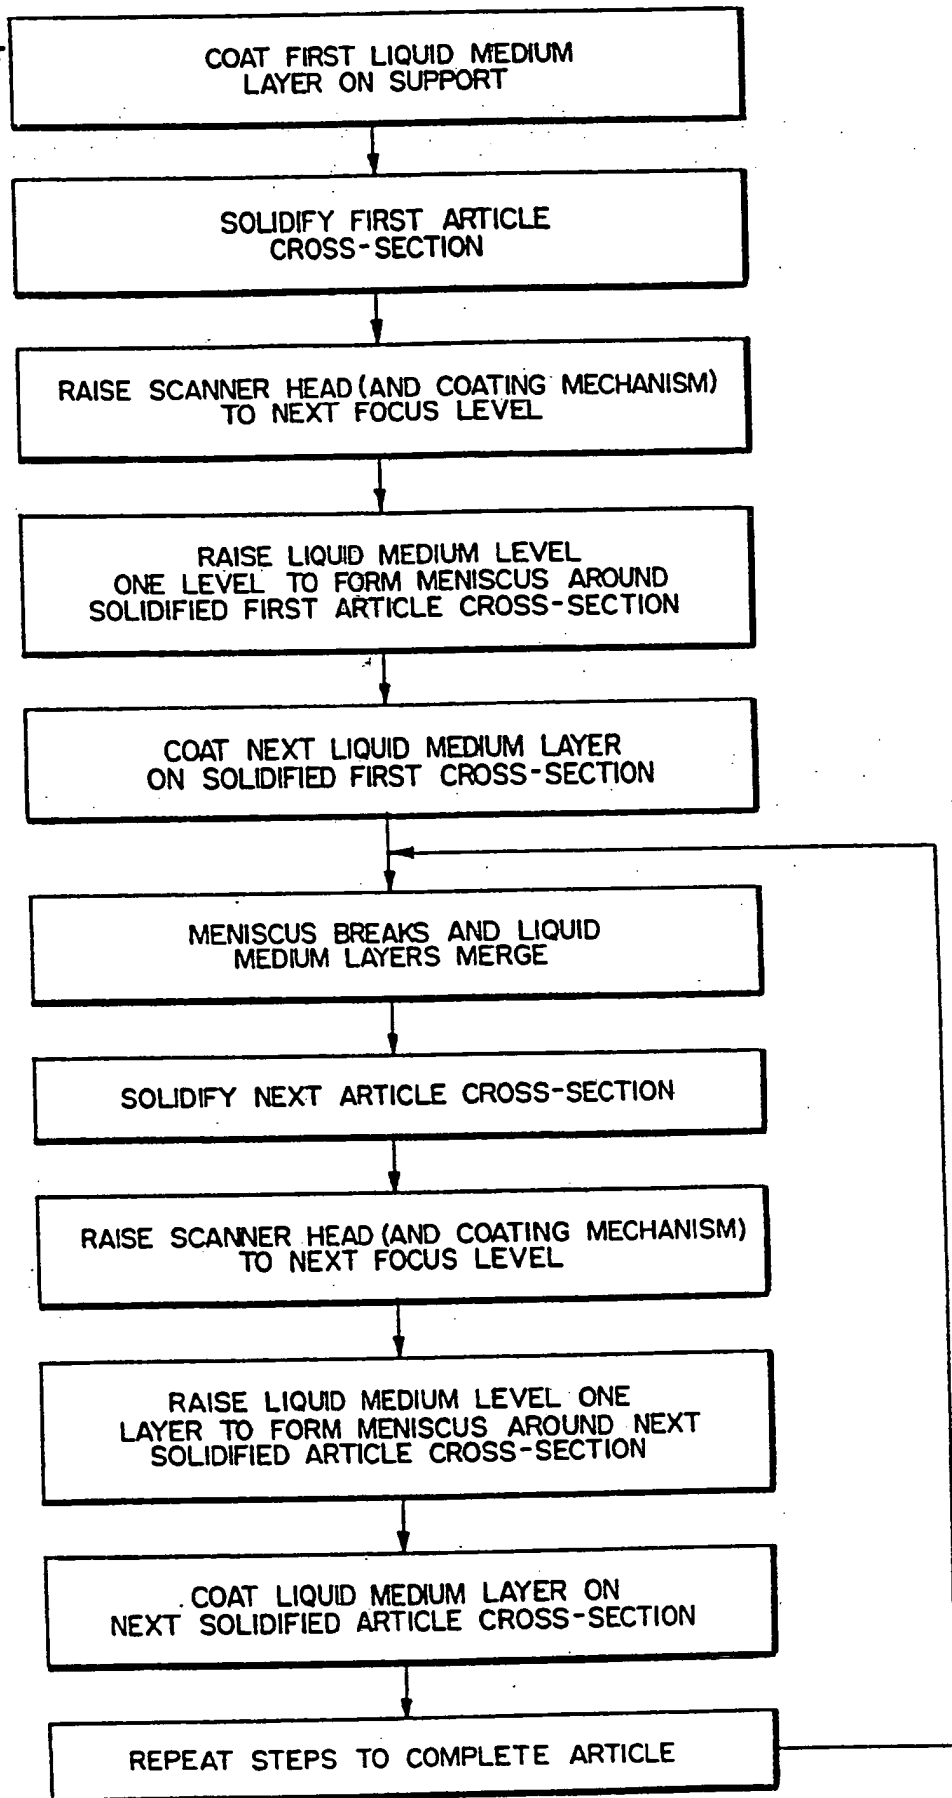 COAT FIRST LIQUID MEDIUM
LAYER ON SUPPORT
SOLIDIFY FIRST ARTICLE
CROSS-SECTION
RAISE SCANNER HEAD (AND COATING MECHANISM)
TO NEXT FOCUS LEVEL
RAISE LIQUID MEDIUM LEVEL
ONE LEVEL TO FORM MENISCUS AROUND
SOLIDIFIED FIRST ARTICLE CROSS-SECTION
COAT NEXT LIQUID MEDIUM LAYER
ON SOLIDIFIED FIRST CROSS-SECTION
MENISCUS BREAKS AND LIQUID
MEDIUM LAYERS MERGE
SOLIDIFY NEXT ARTICLE CROSS-SECTION
RAISE SCANNER HEAD (AND COATING MECHANISM)
TO NEXT FOCUS LEVEL
RAISE LIQUID MEDIUM LEVEL ONE
LAYER TO FORM MENISCUS AROUND NEXT
SOLIDIFIED ARTICLE CROSS-SECTION
COAT LIQUID MEDIUM LAYER ON
NEXT SOLIDIFIED ARTICLE CROSS-SECTION
REPEAT STEPS TO COMPLETE ARTICLE